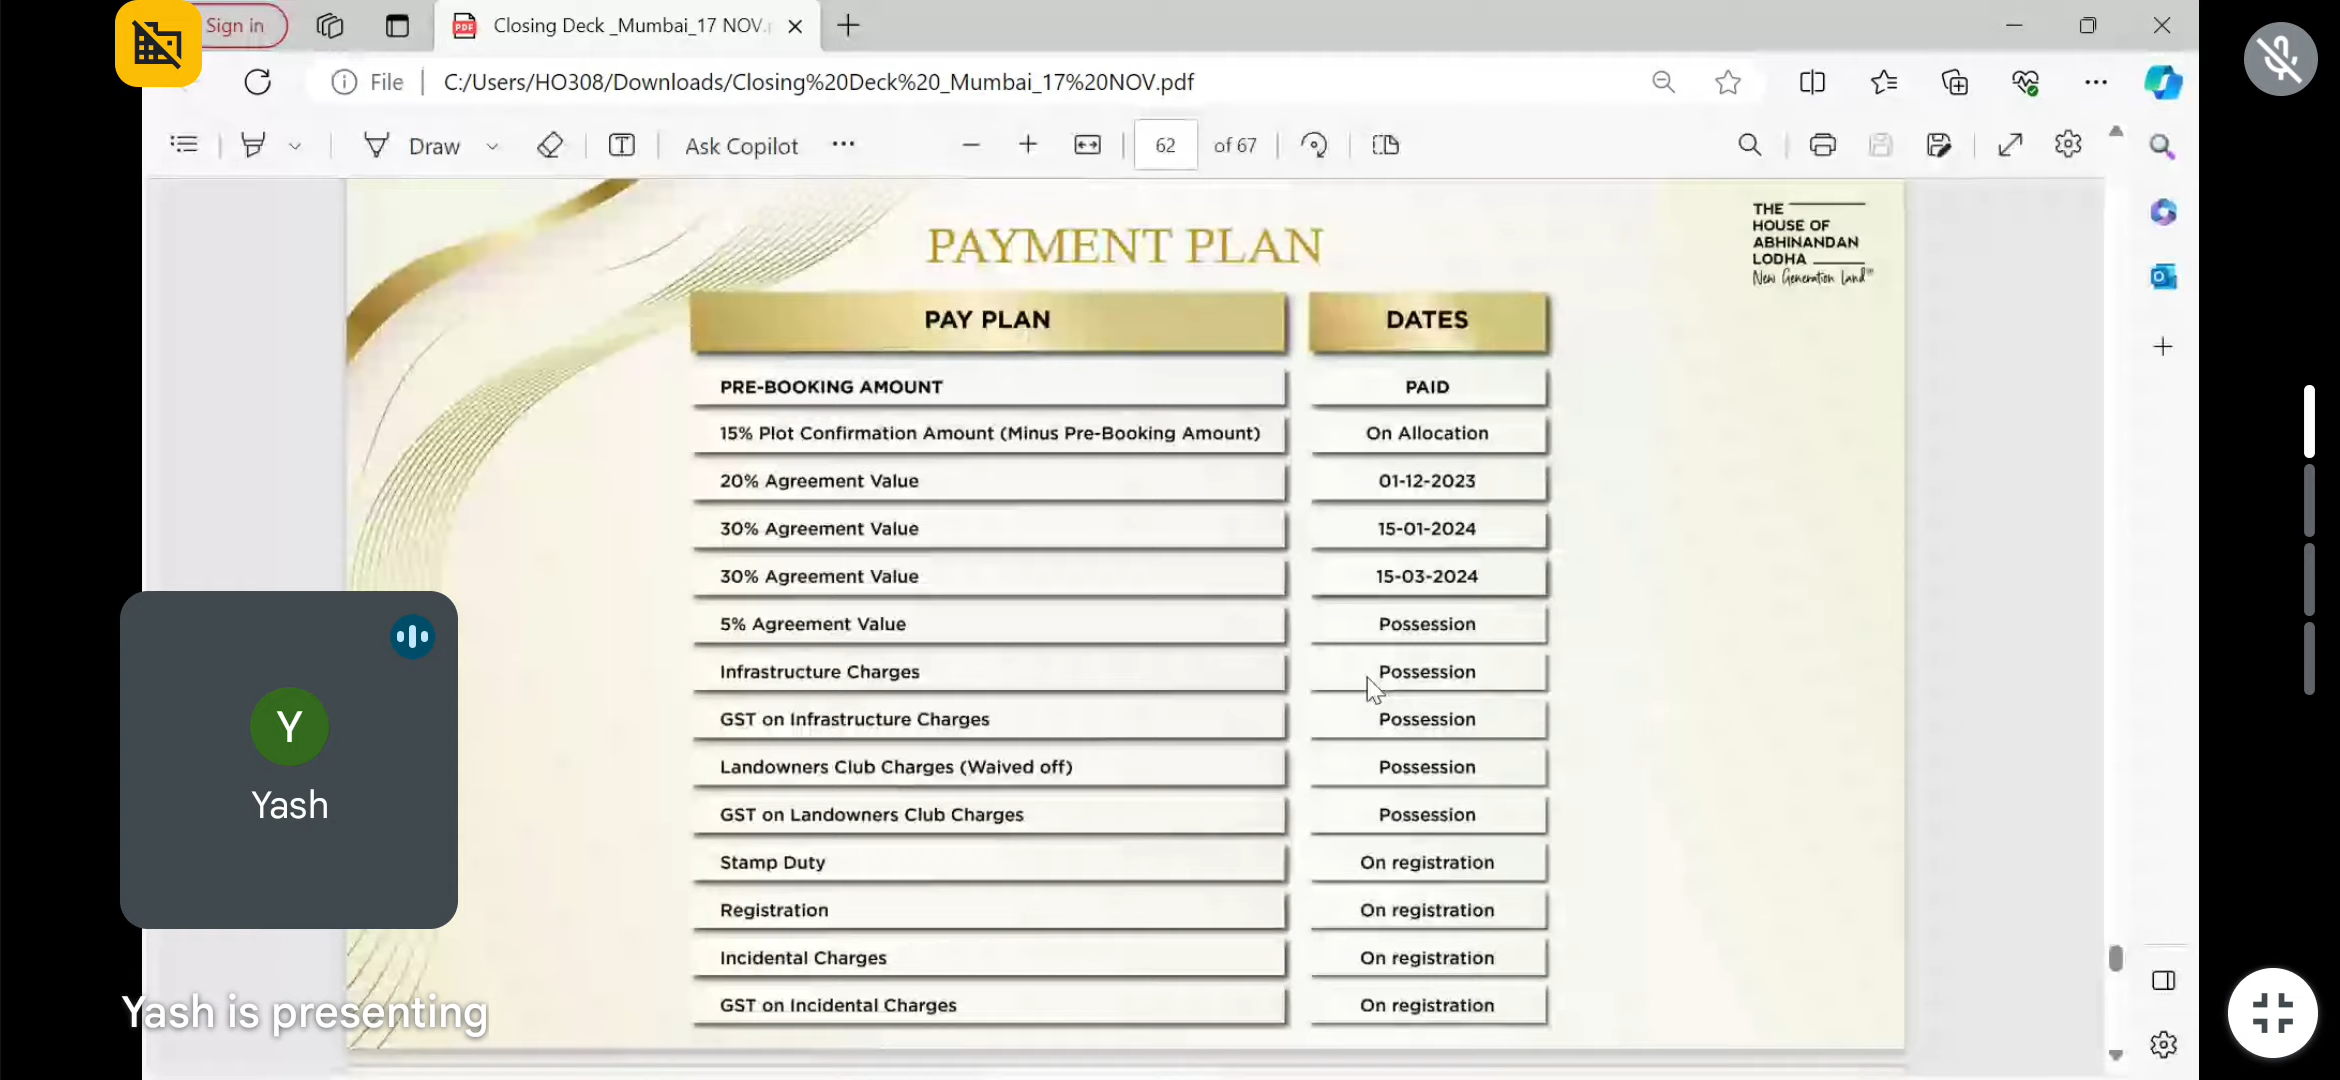 Sign in
Closing Deck _Mumbai_17 NOV.
File
C:/Users/HO308/Downloads/Closing%20Deck%20_Mumbai_17%20NOV.pdf
Draw
Ask Copilot
62
of 67
PAYMENT PLAN
THE
HOUSE OF
ABHINANDAN
LODHA
New Generation Land
PAY PLAN DATES
PRE-BOOKING AMOUNT PAID
15% Plot Confirmation Amount (Minus Pre-Booking Amount) On Allocation
20% Agreement Value 01-12-2023
30% Agreement Value 15-01-2024
30% Agreement Value 15-03-2024
5% Agreement Value Possession
Infrastructure Charges Possession
GST on Infrastructure Charges Possession
Landowners Club Charges (Waived off) Possession
GST on Landowners Club Charges Possession
Stamp Duty On registration
Registration On registration
Incidental Charges On registration
GST on Incidental Charges On registration
Y
Yash
Yash is presenting